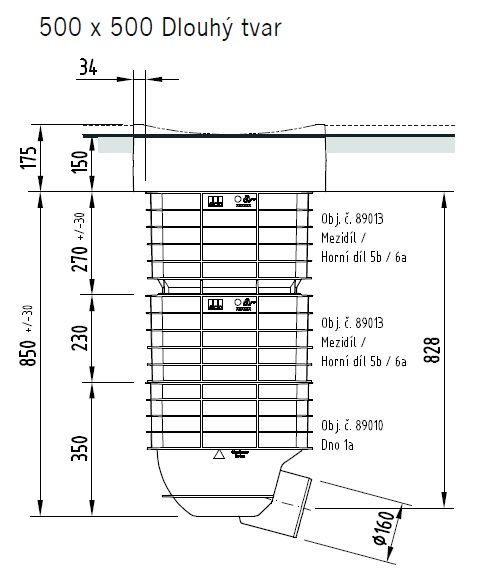 500 x 500 Dlouhý tvar
34
175
150
270 +/-30
850 +/-30
230
350
828
Obj. č. 89013
Mezidíl /
Horní díl 5b / 6a
Obj. č. 89013
Mezidíl /
Horní díl 5b / 6a
Obj. č. 89010
Dno 1a
ø160